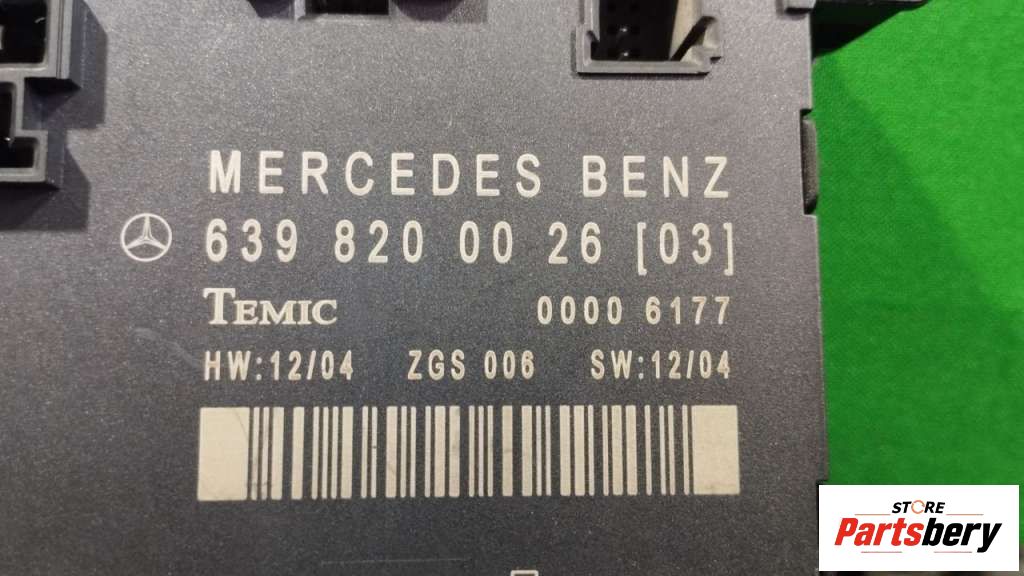 MERCEDES BENZ
639 820 00 26 [03]
TEMIC 0000 6177
HW:12/04 ZGS 006 SW:12/04
STORE
Partsbery